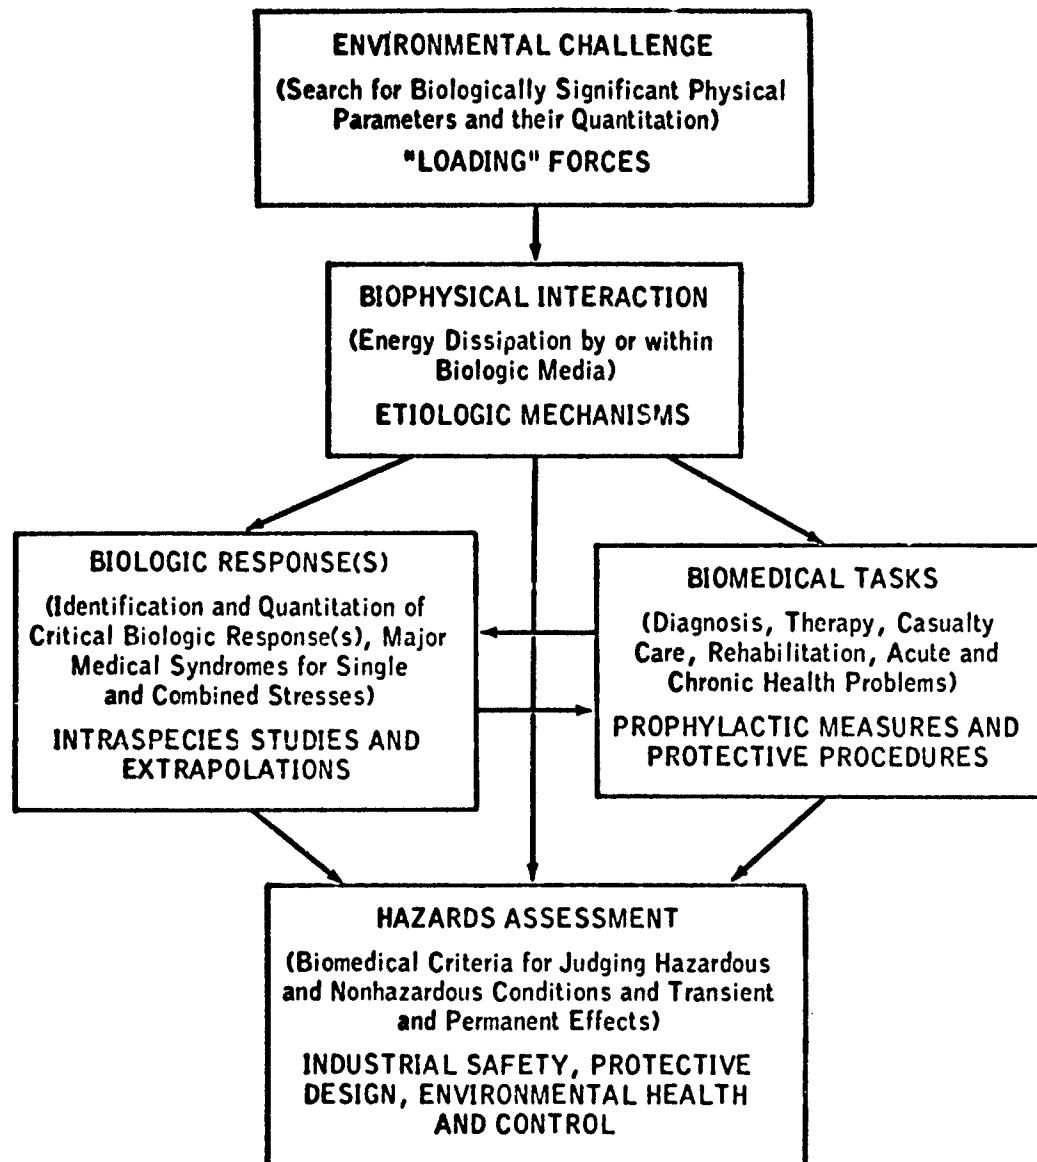 ENVIRONMENTAL CHALLENGE
(Search for Biologically Significant Physical
Parameters and their Quantitation)
"LOADING" FORCES
BIOPHYSICAL INTERACTION
(Energy Dissipation by or within
Biologic Media)
ETIOLOGIC MECHANISMS
BIOLOGIC RESPONSE(S)
(Identification and Quantitation of
Critical Biologic Response(s), Major
Medical Syndromes for Single
and Combined Stresses)
INTRASPECIES STUDIES AND
EXTRAPOLATIONS
BIOMEDICAL TASKS
(Diagnosis, Therapy, Casualty
Care, Rehabilitation, Acute and
Chronic Health Problems)
PROPHYLACTIC MEASURES AND
PROTECTIVE PROCEDURES
HAZARDS ASSESSMENT
(Biomedical Criteria for Judging Hazardous
and Nonhazardous Conditions and Transient
and Permanent Effects)
INDUSTRIAL SAFETY, PROTECTIVE
DESIGN, ENVIRONMENTAL HEALTH
AND CONTROL